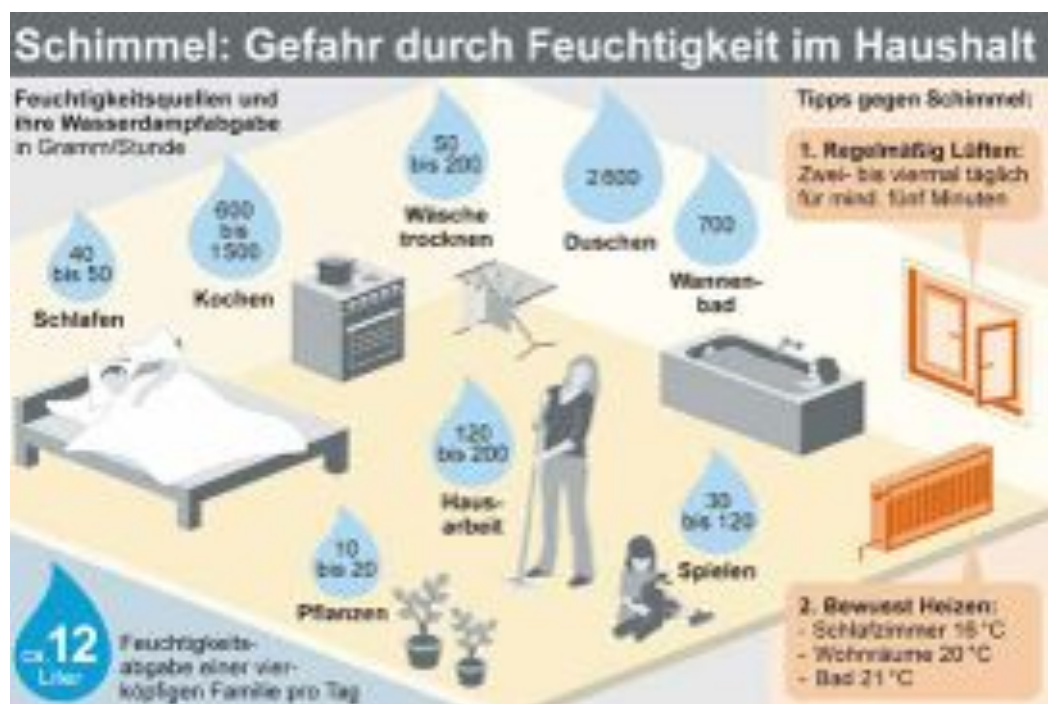 Schimmel: Gefahr durch Feuchtigkeit im Haushalt
Feuchtigkeitsquellen und
ihre Wasserdampfabgabe
in Gramm/Stunde
40
bis 50
Schlafen
600
bis
1500
Kochen
50
bis 200
Wäsche
trocknen
Duschen
700
Wannen-
bad
120
bis 200
Haus-
arbeit
30
bis 120
Spielen
10
bis 20
Pflanzen
ca. 12
Liter
Feuchtigkeits-
abgabe einer vier-
köpfigen Familie pro Tag
Tipps gegen Schimmel:
1. Regelmäßig Lüften:
Zwei- bis viermal täglich
für mind. fünf Minuten
2. Bewusst Heizen:
- Schlafzimmer 16 °C
- Wohnräume 20 °C
- Bad 21 °C